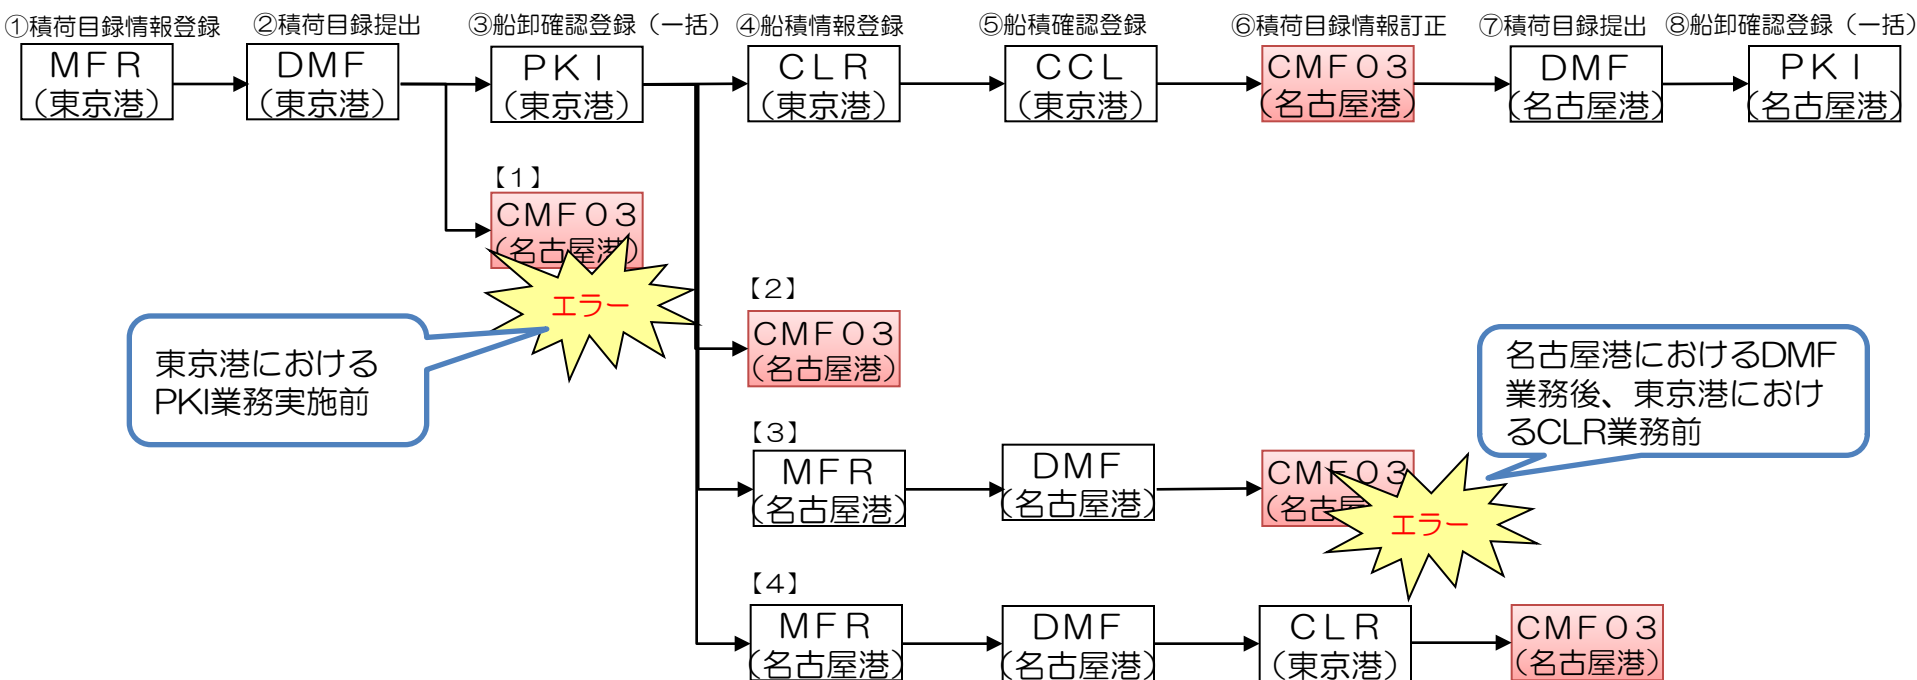 ①積荷目録情報登録 ②積荷目録提出 ③船卸確認登録（一括） ④船積情報登録 ⑤船積確認登録 ⑥積荷目録情報訂正 ⑦積荷目録提出 ⑧船卸確認登録（一括）
ＭＦＲ
（東京港）
ＤＭＦ
（東京港）
ＰＫＩ
（東京港）
ＣＬＲ
（東京港）
ＣＣＬ
（東京港）
ＣＭＦ０３
（名古屋港）
ＤＭＦ
（名古屋港）
ＰＫＩ
（名古屋港）
【１】
ＣＭＦ０３
（名古屋港）
エラー
東京港における
PKI業務実施前
【２】
ＣＭＦ０３
（名古屋港）
名古屋港におけるDMF
業務後、東京港におけ
るCLR業務前
【３】
ＭＦＲ
（名古屋港）
ＤＭＦ
（名古屋港）
ＣＭＦ０３
（名古屋
エラー
【４】
ＭＦＲ
（名古屋港）
ＤＭＦ
（名古屋港）
ＣＬＲ
（東京港）
ＣＭＦ０３
（名古屋港）